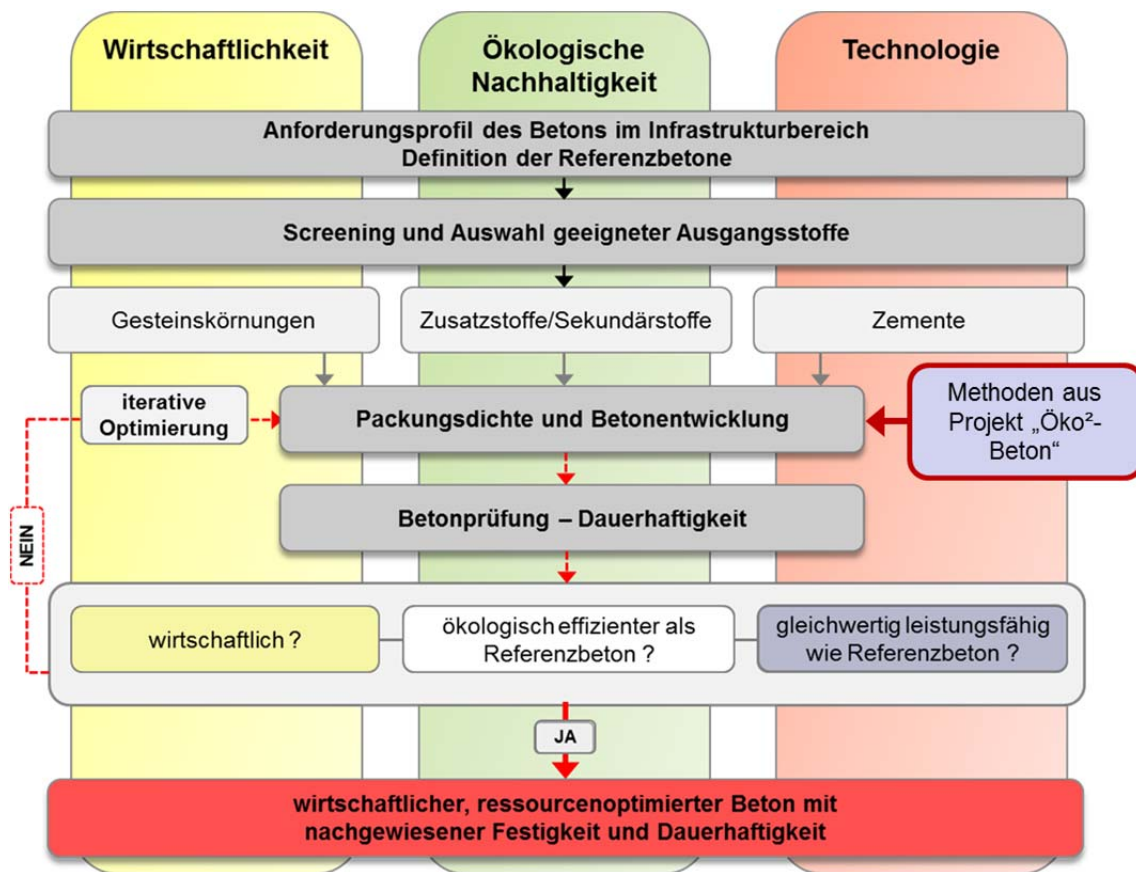 Wirtschaftlichkeit
Ökologische
Nachhaltigkeit
Technologie
Anforderungsprofil des Betons im Infrastrukturbereich
Definition der Referenzbetone
Screening und Auswahl geeigneter Ausgangsstoffe
Gesteinskörnungen
Zusatzstoffe/Sekundärstoffe
Zemente
iterative
Optimierung
Packungsdichte und Betonentwicklung
Methoden aus
Projekt „Öko²-
Beton“
Betonprüfung – Dauerhaftigkeit
NEIN
wirtschaftlich ?
ökologisch effizienter als
Referenzbeton ?
gleichwertig leistungsfähig
wie Referenzbeton ?
JA
wirtschaftlicher, ressourcenoptimierter Beton mit
nachgewiesener Festigkeit und Dauerhaftigkeit